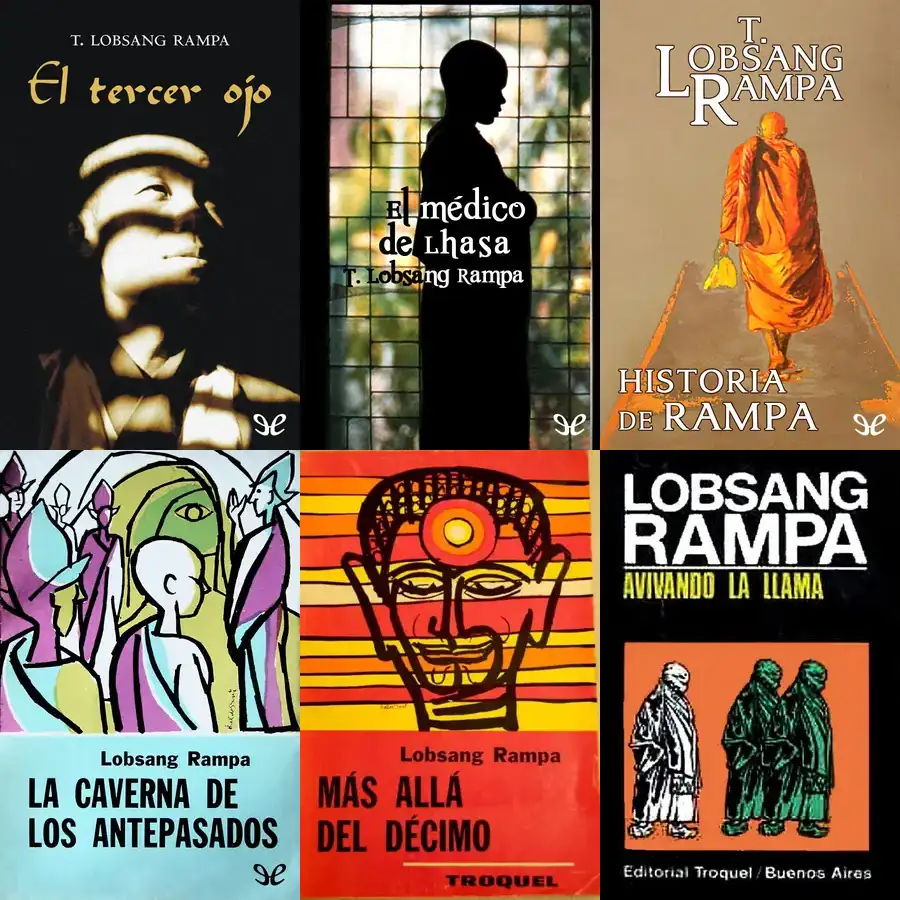 T. LOBSANG RAMPA
El tercer ojo
El médico
de Lhasa
T. Lobsang Rampa
T.
LOBSANG
RAMPA
HISTORIA
DE RAMPA
Lobsang Rampa
LA CAVERNA DE
LOS ANTEPASADOS
Lobsang Rampa
MÁS ALLÁ
DEL DÉCIMO
TROQUEL
LOBSANG
RAMPA
AVIVANDO LA LLAMA
Editorial Troquel / Buenos Aires